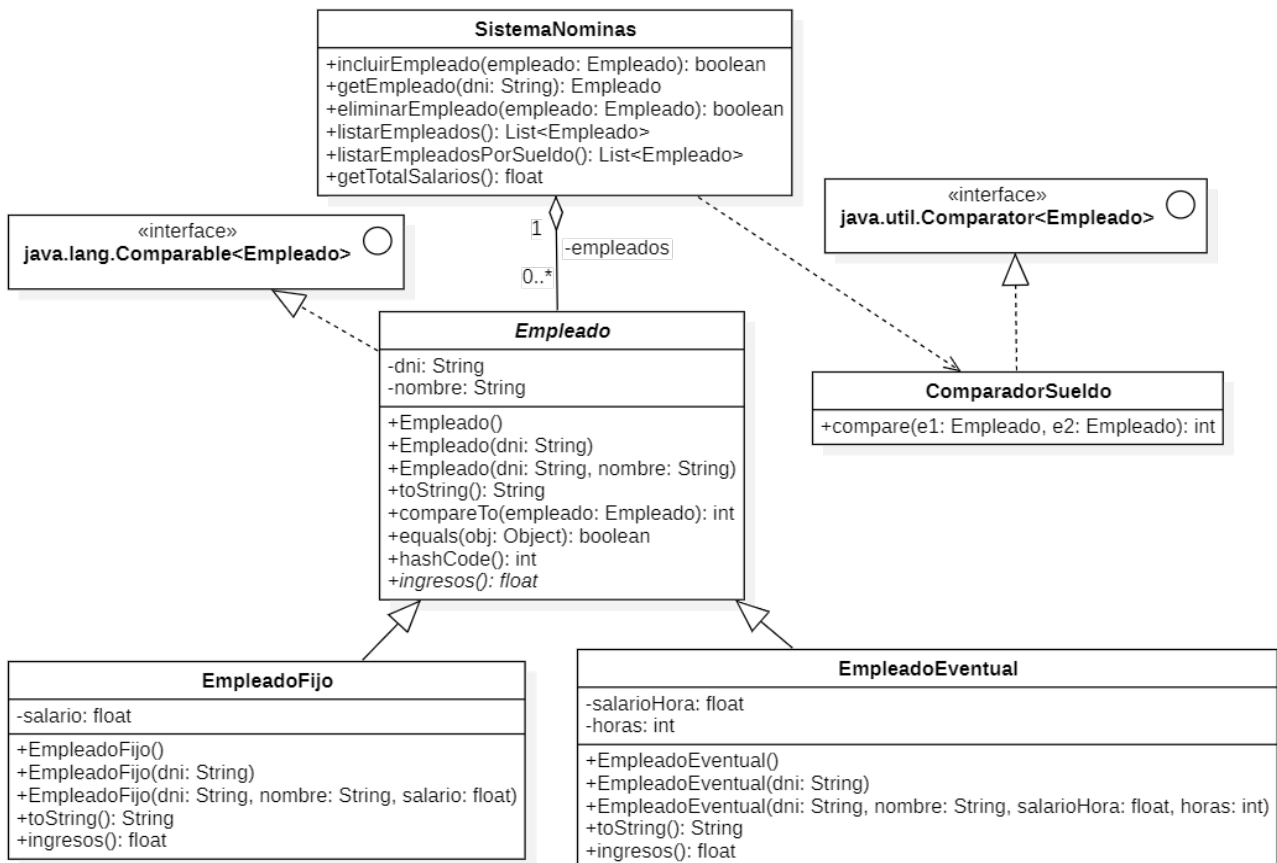 SistemaNominas
+incluirEmpleado(empleado: Empleado): boolean
+getEmpleado(dni: String): Empleado
+eliminarEmpleado(empleado: Empleado): boolean
+listarEmpleados(): List<Empleado>
+listarEmpleadosPorSueldo(): List<Empleado>
+getTotalSalarios(): float
«interface»
java.lang.Comparable<Empleado>
1
-empleados
0..*
«interface»
java.util.Comparator<Empleado>
Empleado
-dni: String
-nombre: String
+Empleado()
+Empleado(dni: String)
+Empleado(dni: String, nombre: String)
+toString(): String
+compareTo(empleado: Empleado): int
+equals(obj: Object): boolean
+hashCode(): int
+ingresos(): float
ComparadorSueldo
+compare(e1: Empleado, e2: Empleado): int
EmpleadoFijo
-salario: float
+EmpleadoFijo()
+EmpleadoFijo(dni: String)
+EmpleadoFijo(dni: String, nombre: String, salario: float)
+toString(): String
+ingresos(): float
EmpleadoEventual
-salarioHora: float
-horas: int
+EmpleadoEventual()
+EmpleadoEventual(dni: String)
+EmpleadoEventual(dni: String, nombre: String, salarioHora: float, horas: int)
+toString(): String
+ingresos(): float